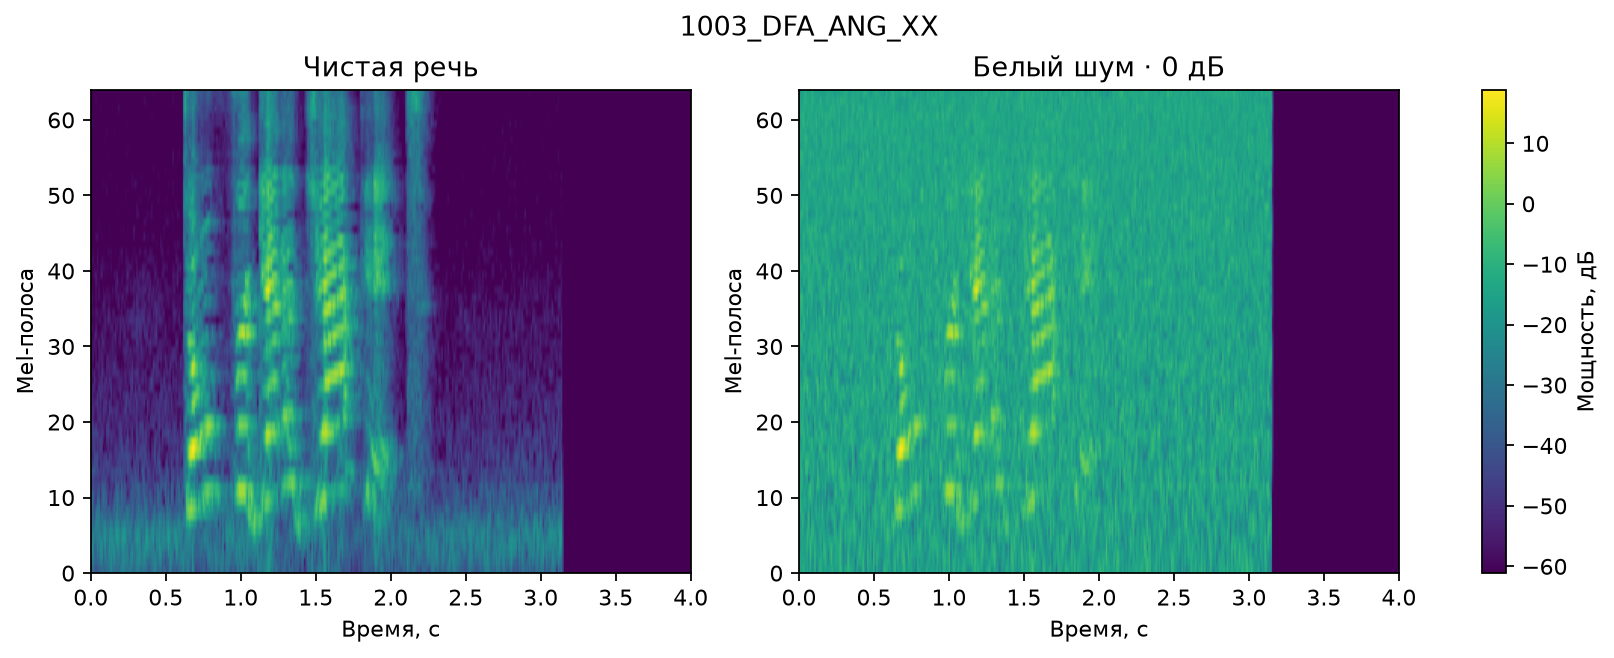 1003_DFA_ANG_XX
Чистая речь
Белый шум · 0 дБ
Mel-полоса
60
50
40
30
20
10
0
0.0 0.5 1.0 1.5 2.0 2.5 3.0 3.5 4.0
Время, с
Mel-полоса
60
50
40
30
20
10
0
0.0 0.5 1.0 1.5 2.0 2.5 3.0 3.5 4.0
Время, с
10
0
−10
−20
−30
−40
−50
−60
Мощность, дБ